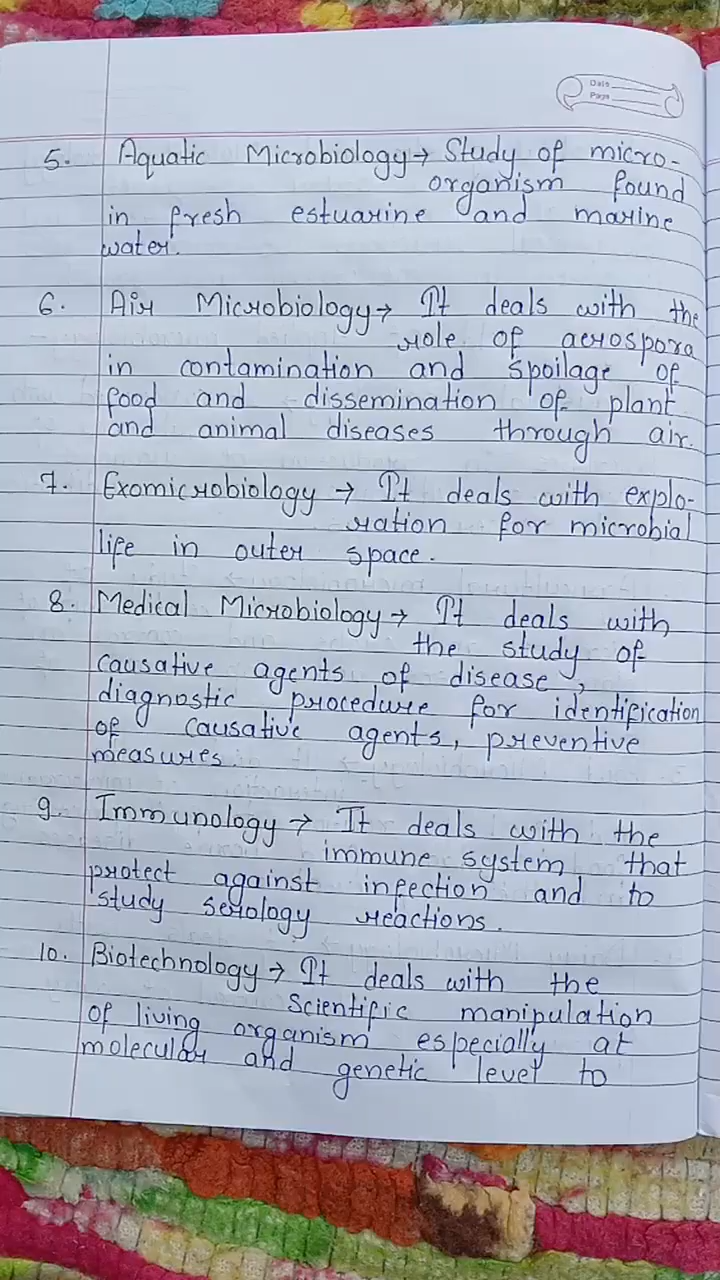 Date
Page
5. Aquatic Microbiology → Study of micro-
organism found
in fresh estuarine and marine
water.
6. Air Microbiology → It deals with the
role of aerospora
in contamination and spoilage of
food and dissemination of plant
and animal diseases through air.
7. Exomicrobiology → It deals with explo-
ration for microbial
life in outer space.
8. Medical Microbiology → It deals with
the study of
causative agents of disease,
diagnostic procedure for identification
of causative agents, preventive
measures.
9. Immunology → It deals with the
immune system that
protect against infection and to
study serology reactions.
10. Biotechnology → It deals with the
Scientific manipulation
of living organism especially at
molecular and genetic level to